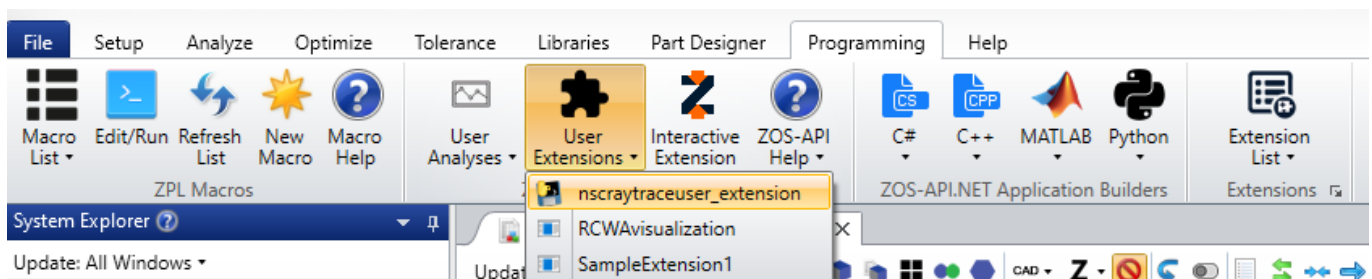 File Setup Analyze Optimize Tolerance Libraries Part Designer Programming Help
Macro List Edit/Run Refresh List New Macro Macro Help User Analyses User Extensions Interactive Extension ZOS-API Help C# C++ MATLAB Python Extension List
CS CPP
ZPL Macros ZOS-API.NET Application Builders Extensions
nscraytraceuser_extension
System Explorer
RCWAvisualization
Update: All Windows
SampleExtension1
CAD Z